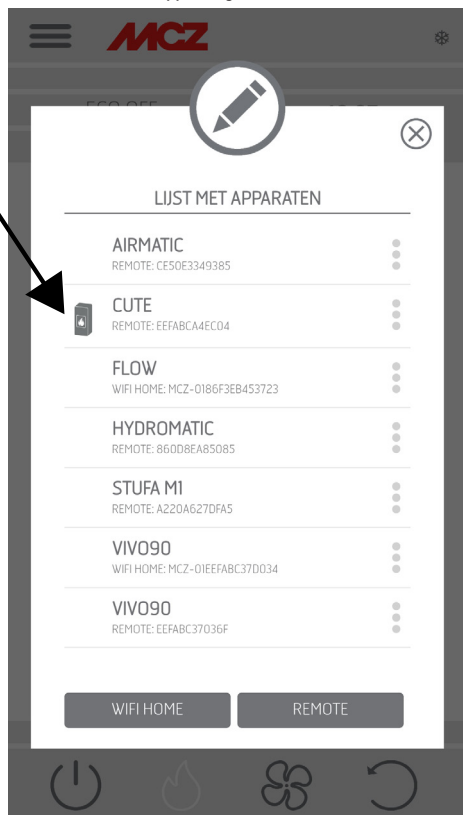 MCZ
LIJST MET APPARATEN
AIRMATIC
REMOTE: CE50E3349385
CUTE
REMOTE: EEFABCA4EC04
FLOW
WIFI HOME: MCZ-0186F3EB453723
HYDROMATIC
REMOTE: 860D8EA85085
STUFA M1
REMOTE: A220A627DFA5
VIVO90
WIFI HOME: MCZ-01EEFABC37D034
VIVO90
REMOTE: EEFABC37036F
WIFI HOME REMOTE